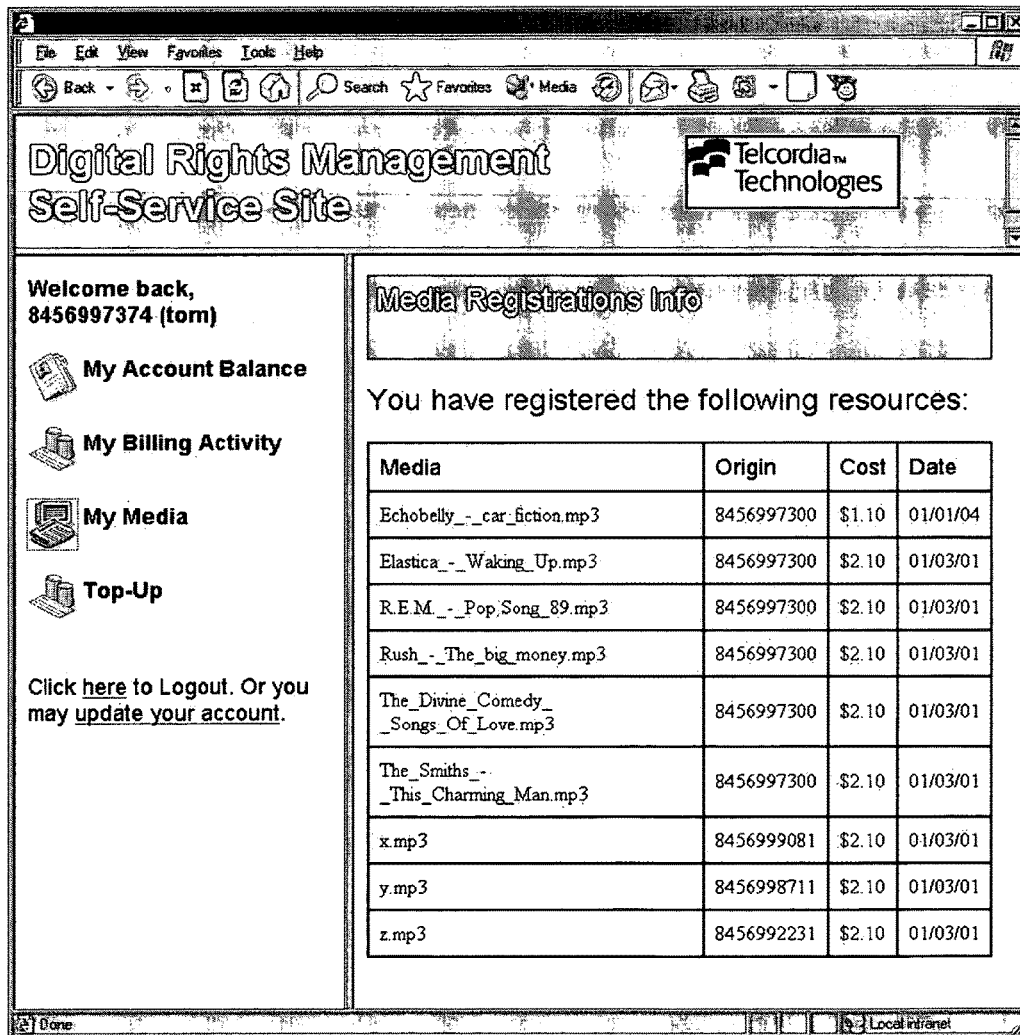 File Edit View Favorites Tools Help
Back Search Favorites Media
Digital Rights Management
Self-Service Site
Telcordia™
Technologies
Welcome back,
8456997374 (tom)
My Account Balance
My Billing Activity
My Media
Top-Up
Click here to Logout. Or you
may update your account.
Media Registrations Info
You have registered the following resources:
Media Origin Cost Date
Echobelly_-_car_fiction.mp3 8456997300 $1.10 01/01/04
Elastica_-_Waking_Up.mp3 8456997300 $2.10 01/03/01
R.E.M._-_Pop_Song_89.mp3 8456997300 $2.10 01/03/01
Rush_-_The_big_money.mp3 8456997300 $2.10 01/03/01
The_Divine_Comedy_
_Songs_Of_Love.mp3 8456997300 $2.10 01/03/01
The_Smiths_-
_This_Charming_Man.mp3 8456997300 $2.10 01/03/01
x.mp3 8456999081 $2.10 01/03/01
y.mp3 8456998711 $2.10 01/03/01
z.mp3 8456992231 $2.10 01/03/01
Done Local intranet